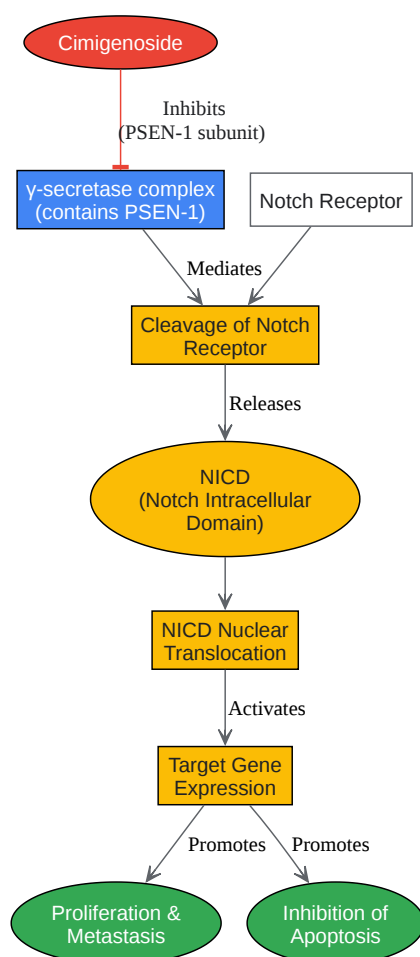 Cimigenoside
Inhibits
(PSEN-1 subunit)
γ-secretase complex
(contains PSEN-1)
Notch Receptor
Mediates
Cleavage of Notch
Receptor
Releases
NICD
(Notch Intracellular
Domain)
NICD Nuclear
Translocation
Activates
Target Gene
Expression
Promotes
Promotes
Proliferation &
Metastasis
Inhibition of
Apoptosis